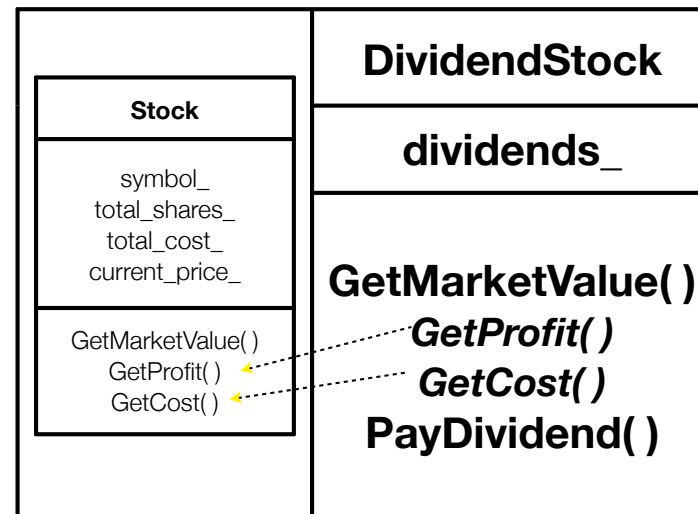 Stock
symbol_
total_shares_
total_cost_
current_price_
GetMarketValue( )
GetProfit( )
GetCost( )
DividendStock
dividends_
GetMarketValue( )
GetProfit( )
GetCost( )
PayDividend( )